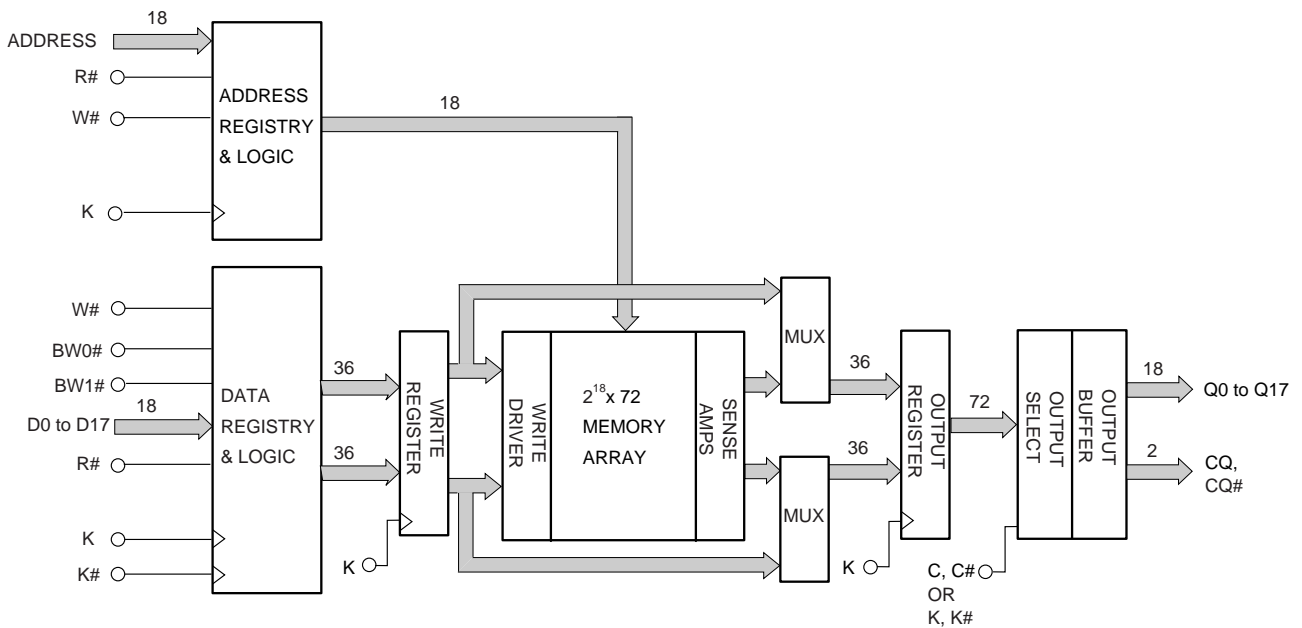 18
ADDRESS
R#
W#
K
ADDRESS
REGISTRY
& LOGIC
18
W#
BW0#
BW1#
18
D0 to D17
R#
K
K#
DATA
REGISTRY
& LOGIC
36
36
WRITE
REGISTER
K
WRITE
DRIVER
2¹⁸x 72
MEMORY
ARRAY
SENSE
AMPS
MUX
MUX
36
36
OUTPUT
REGISTER
K
72
OUTPUT
SELECT
OUTPUT
BUFFER
C, C#
OR
K, K#
18
Q0 to Q17
2
CQ,
CQ#